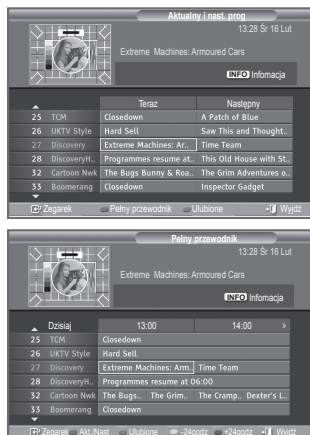 Aktualny i nast. prog
13:28 Śr 16 Lut
Extreme Machines: Armoured Cars
INFO Infomacja
Teraz Następny
25 TCM Closedown A Patch of Blue
26 UKTV Style Hard Sell Saw This and Thought..
27 Discovery Extreme Machines: Ar.. Time Team
28 DiscoveryH.. Programmes resume at.. This Old House with St..
32 Cartoon Nwk The Bugs Bunny & Roa.. The Grim Adventures o..
33 Boomerang Closedown Inspector Gadget
Zegarek Pełny przewodnik Ulubione Wyjdź
Pełny przewodnik
13:28 Śr 16 Lut
Extreme Machines: Armoured Cars
INFO Infomacja
Dzisiaj 13:00 14:00 »
25 TCM Closedown
26 UKTV Style Hard Sell
27 Discovery Extreme Machines: Arm.. Time Team
28 DiscoveryH.. Programmes resume at 06:00
32 Cartoon Nwk The Bugs.. The Grim.. The Cramp.. Dexter's L..
33 Boomerang Closedown
Zegarek Akt./Nast Ulubione -24godz +24godz Wyjdź